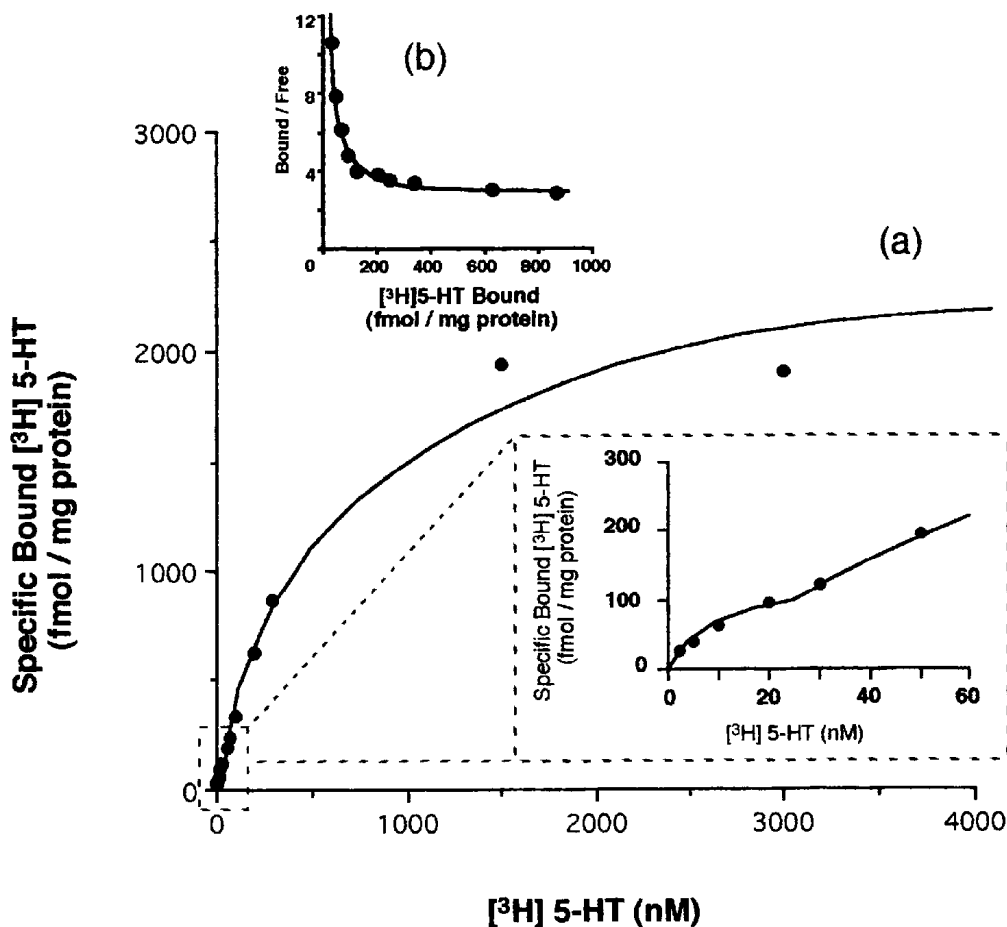 12
8
4
0
200
400
600
800
1000
Bound / Free
[³H]5-HT Bound
(fmol / mg protein)
(b)
(a)
3000
2000
1000
0
Specific Bound [³H] 5-HT
(fmol / mg protein)
300
200
100
0
0
20
40
60
Specific Bound [³H] 5-HT
(fmol / mg protein)
[³H] 5-HT (nM)
0
1000
2000
3000
4000
[³H] 5-HT (nM)